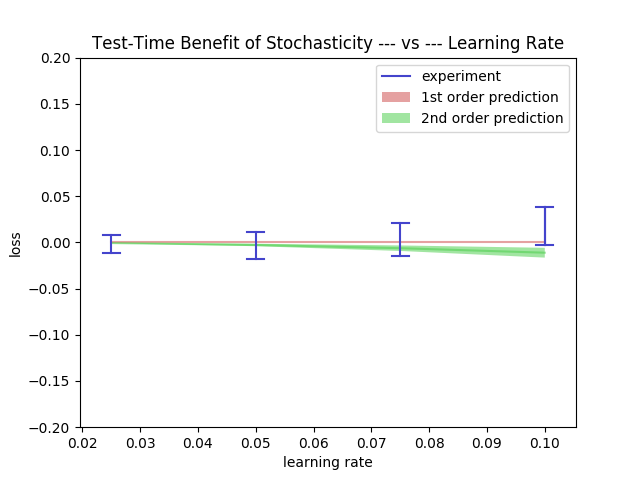 Test-Time Benefit of Stochasticity --- vs --- Learning Rate
experiment
1st order prediction
2nd order prediction
0.20
0.15
0.10
0.05
0.00
−0.05
−0.10
−0.15
−0.20
loss
0.02 0.03 0.04 0.05 0.06 0.07 0.08 0.09 0.10
learning rate